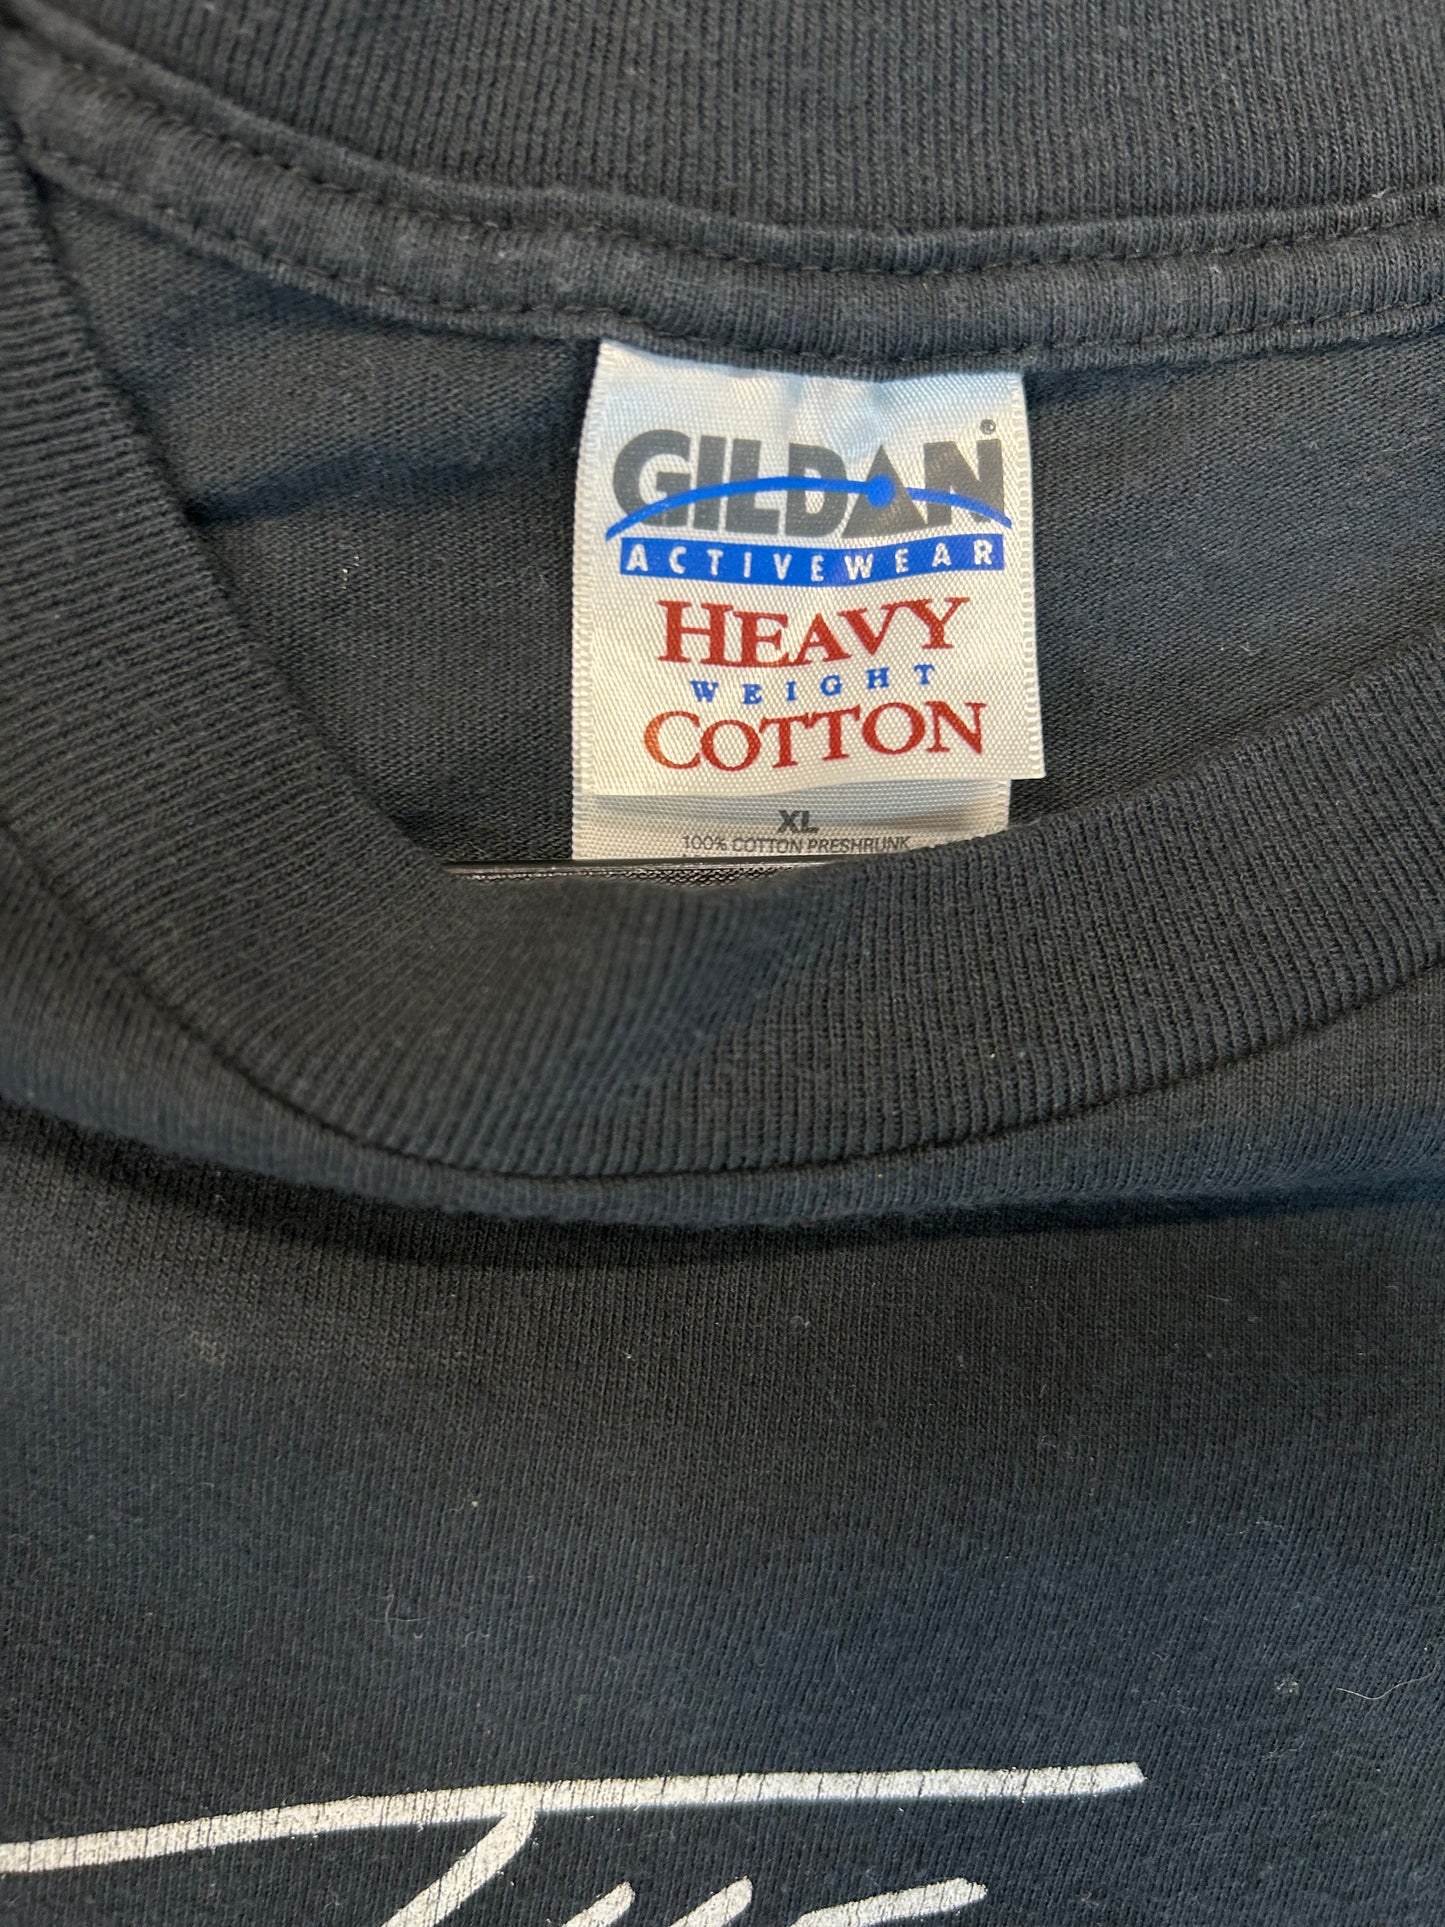 GILDAN®
ACTIVEWEAR
HEAVY
WEIGHT
COTTON
XL
100% COTTON PRESHRUNK